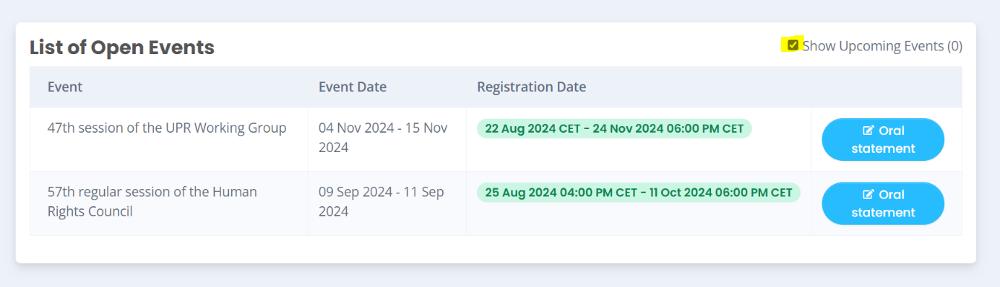 List of Open Events
Show Upcoming Events (0)
Event Event Date Registration Date
47th session of the UPR Working Group
04 Nov 2024 - 15 Nov
2024
22 Aug 2024 CET - 24 Nov 2024 06:00 PM CET
Oral
statement
57th regular session of the Human
Rights Council
09 Sep 2024 - 11 Sep
2024
25 Aug 2024 04:00 PM CET - 11 Oct 2024 06:00 PM CET
Oral
statement